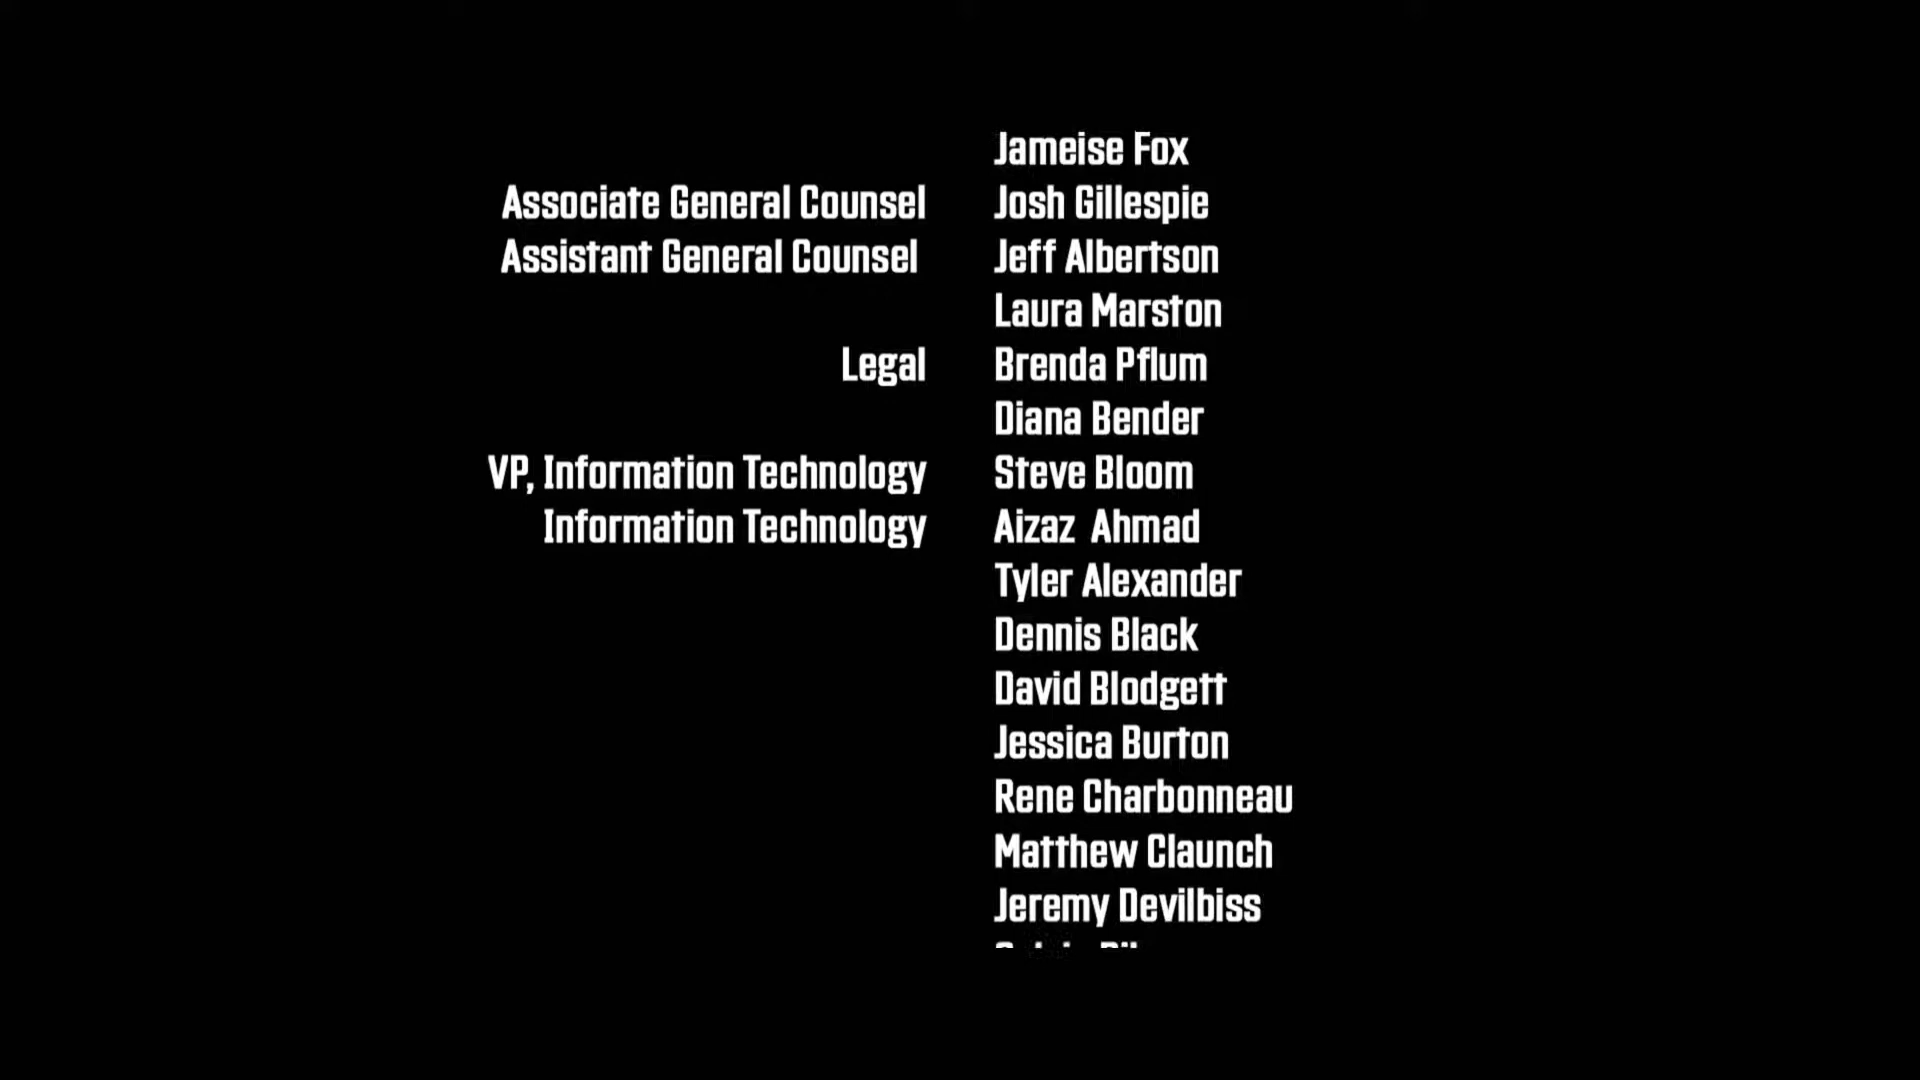 Jameise Fox
Associate General Counsel Josh Gillespie
Assistant General Counsel Jeff Albertson
Laura Marston
Legal Brenda Pflum
Diana Bender
VP, Information Technology Steve Bloom
Information Technology Aizaz Ahmad
Tyler Alexander
Dennis Black
David Blodgett
Jessica Burton
Rene Charbonneau
Matthew Claunch
Jeremy Devilbiss